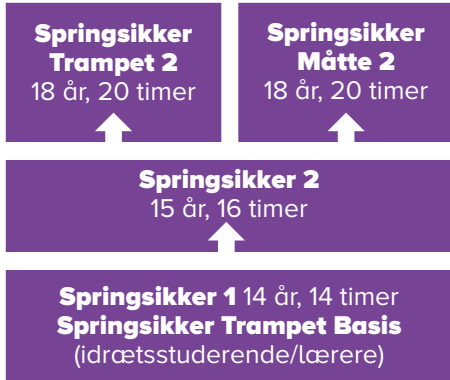 Springsikker
Trampet 2
18 år, 20 timer
Springsikker
Måtte 2
18 år, 20 timer
Springsikker 2
15 år, 16 timer
Springsikker 1 14 år, 14 timer
Springsikker Trampet Basis
(idrætsstuderende/lærere)